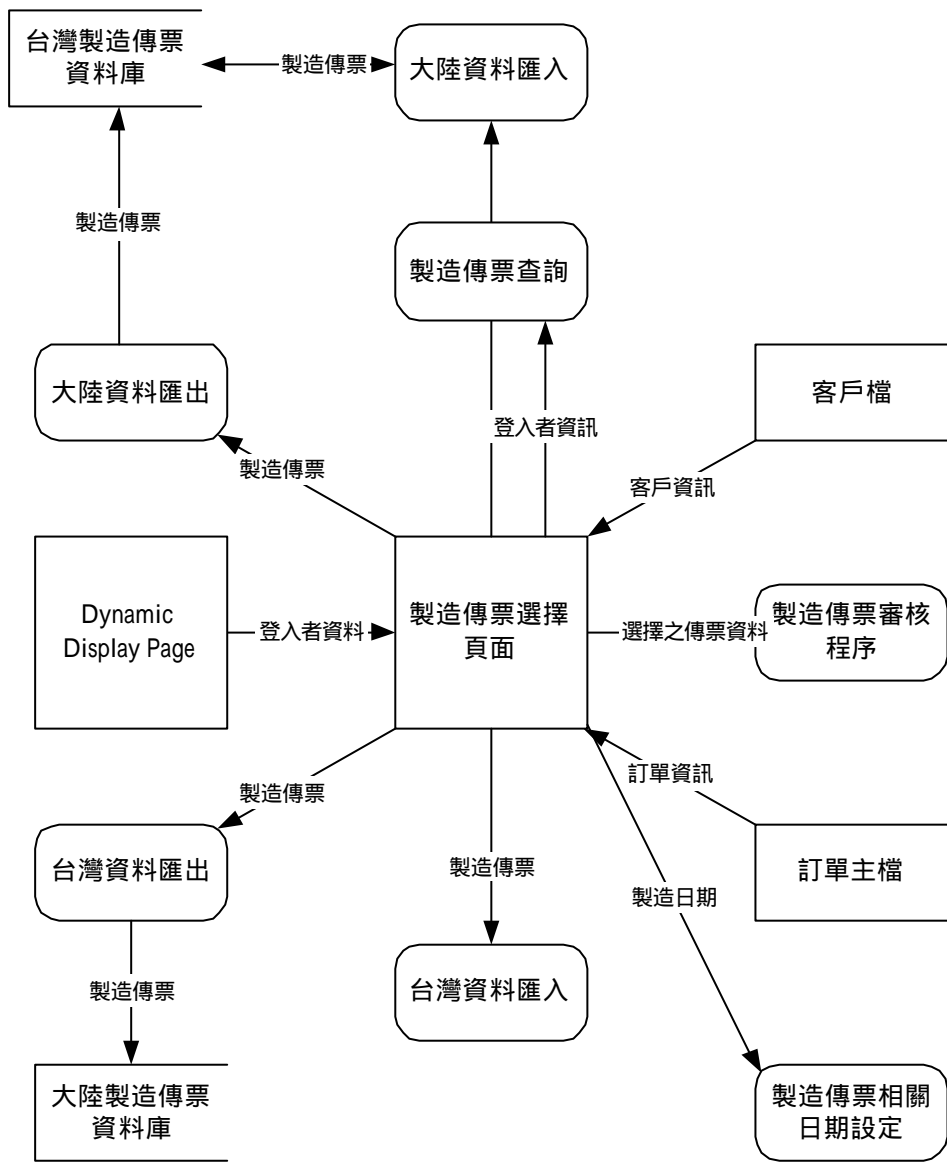 台灣製造傳票
資料庫
製造傳票
大陸資料匯入
製造傳票
製造傳票查詢
大陸資料匯出
登入者資訊
客戶檔
製造傳票
客戶資訊
Dynamic
Display Page
登入者資料
製造傳票選擇
頁面
選擇之傳票資料
製造傳票審核
程序
製造傳票
訂單資訊
台灣資料匯出
製造傳票
製造日期
訂單主檔
製造傳票
台灣資料匯入
大陸製造傳票
資料庫
製造傳票相關
日期設定